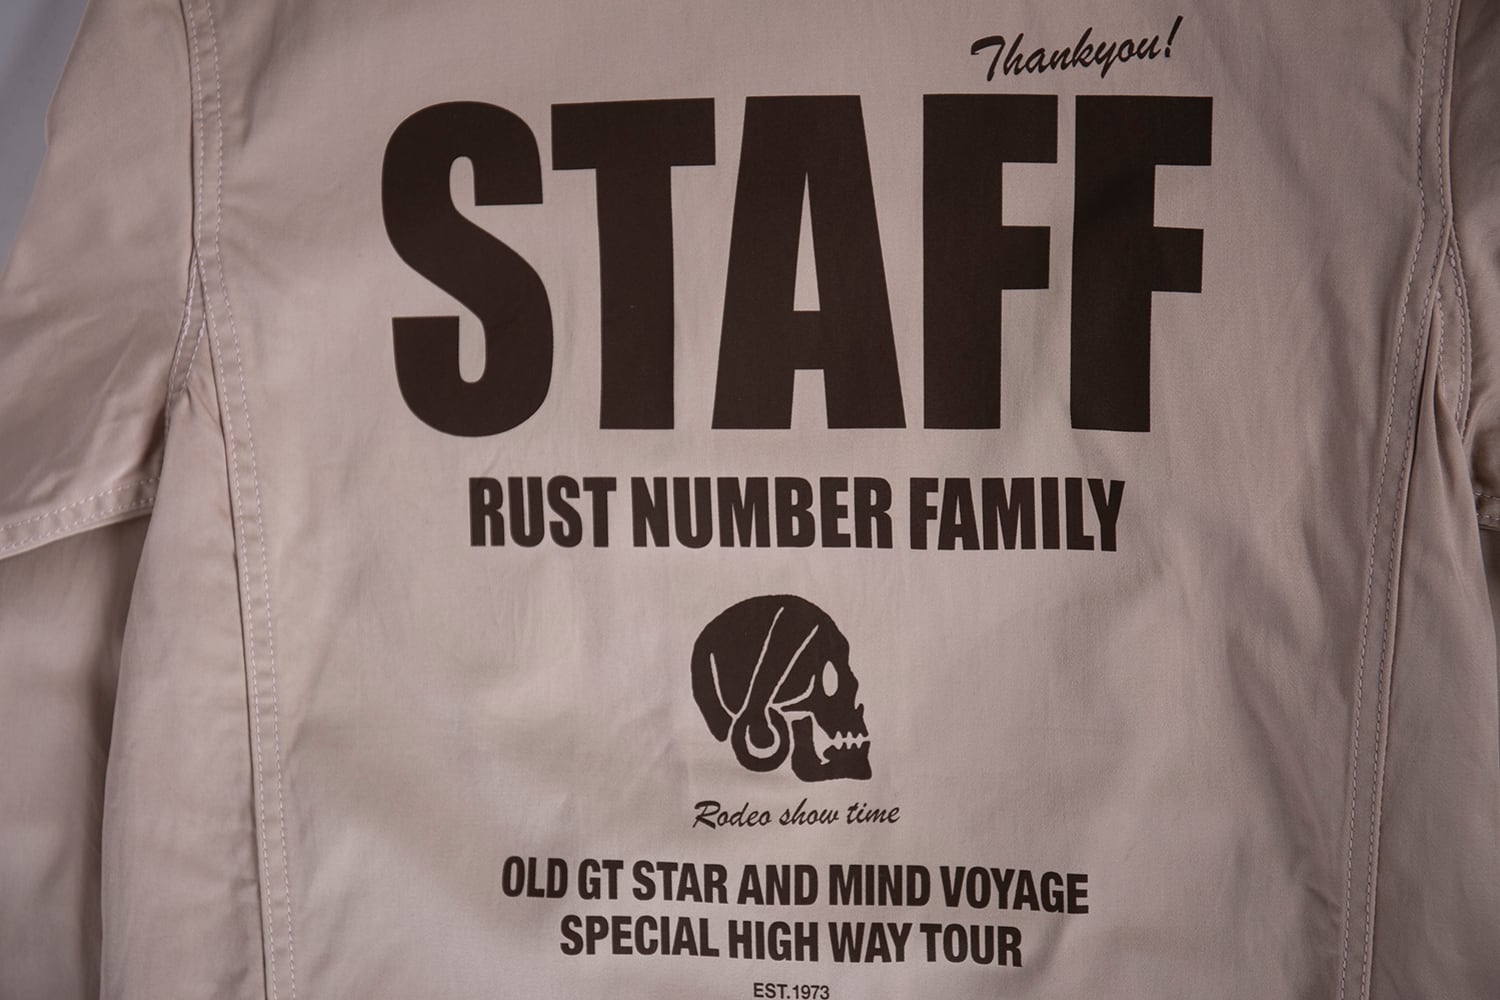 Thankyou!
STAFF
RUST NUMBER FAMILY
Rodeo show time
OLD GT STAR AND MIND VOYAGE
SPECIAL HIGH WAY TOUR
EST.1973